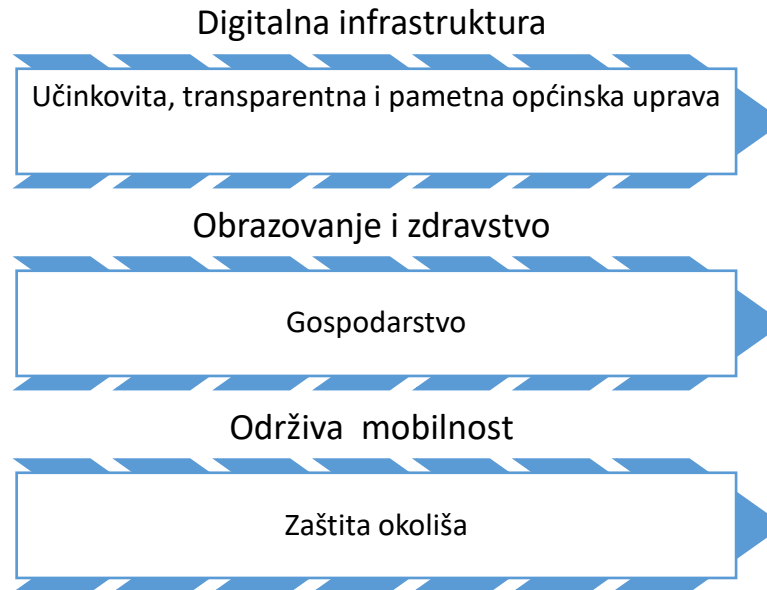 Digitalna infrastruktura
Učinkovita, transparentna i pametna općinska uprava
Obrazovanje i zdravstvo
Gospodarstvo
Održiva  mobilnost
Zaštita okoliša